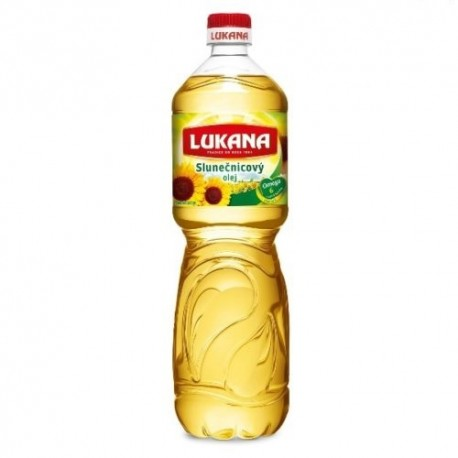 LUKANA
LUKANA
Slunečnicový
olej
Omega
6